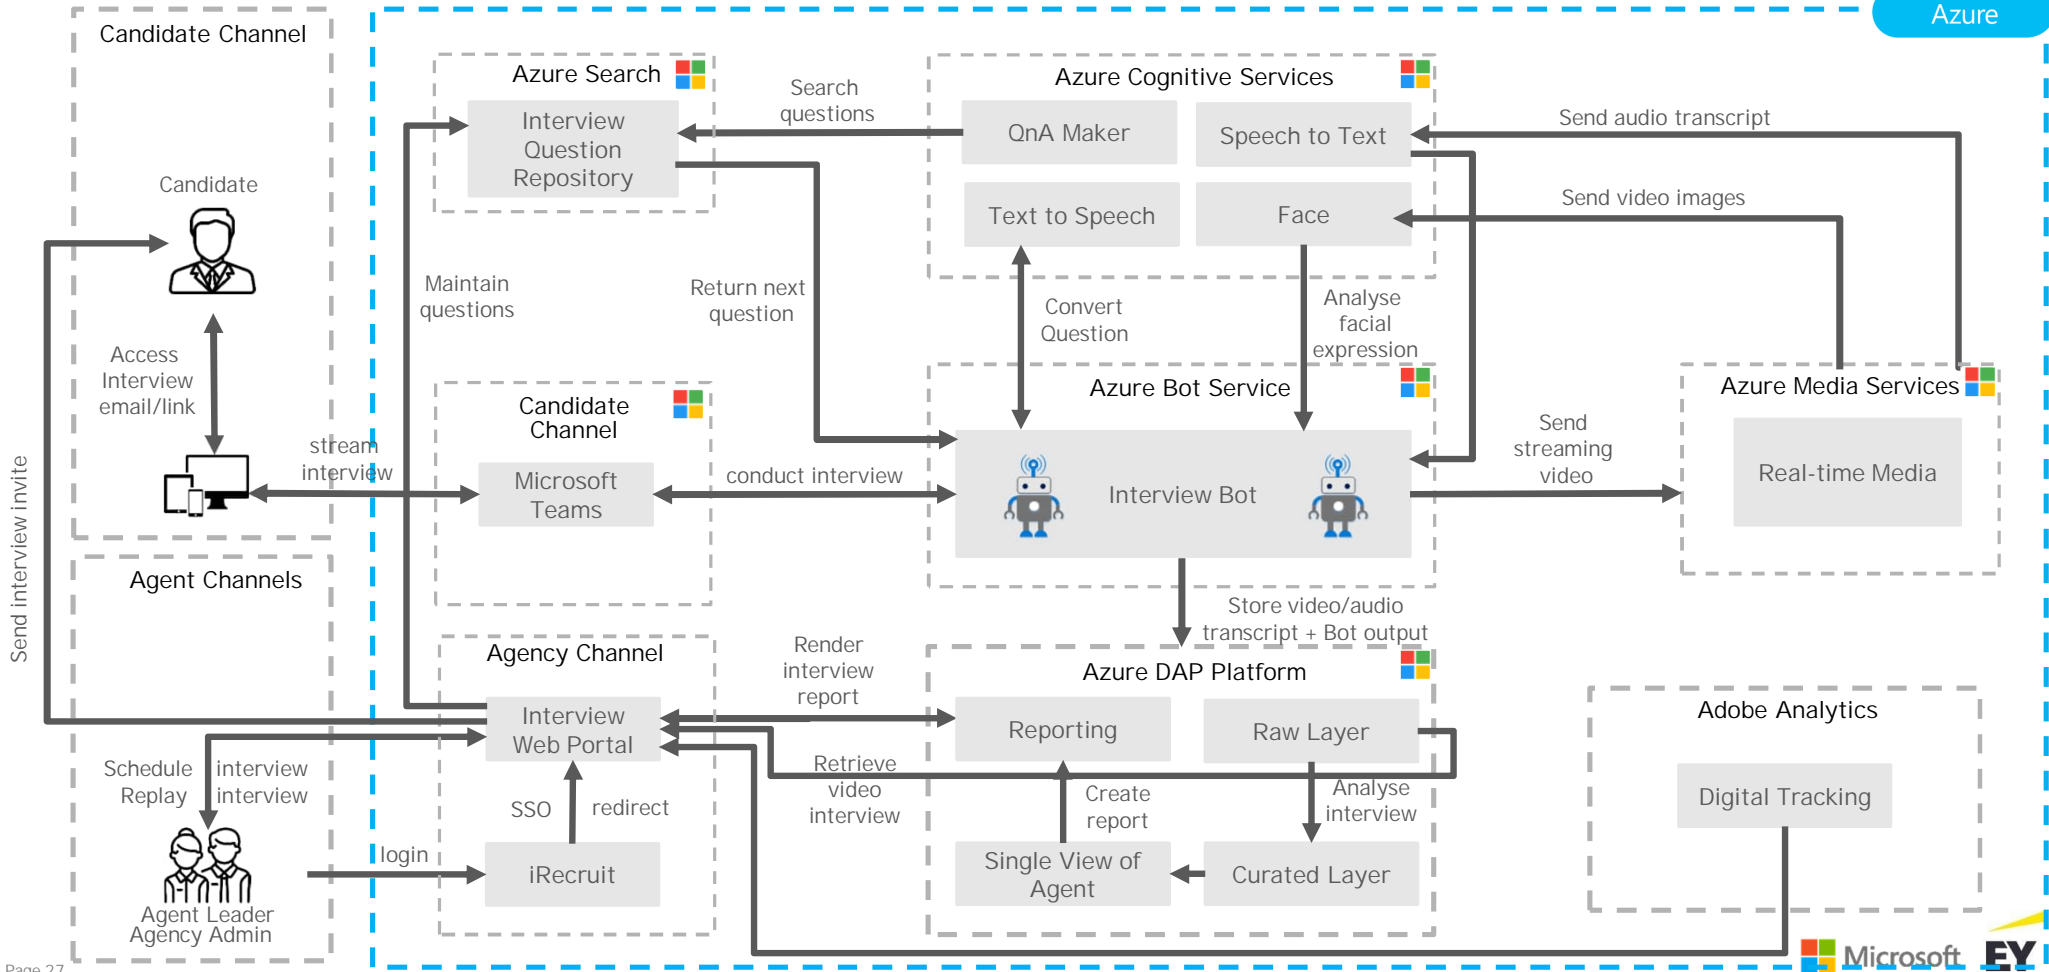 Azure
Candidate Channel
Candidate
Access
Interview
email/link
stream
interview
Send interview invite
Agent Channels
Schedule
Replay
interview
interview
Agent Leader
Agency Admin
login
Azure Search
Interview
Question
Repository
Search
questions
Maintain
questions
Return next
question
Candidate
Channel
Microsoft
Teams
conduct interview
Agency Channel
Interview
Web Portal
SSO
redirect
iRecruit
Azure Cognitive Services
QnA Maker
Speech to Text
Text to Speech
Face
Send audio transcript
Send video images
Convert
Question
Analyse
facial
expression
Azure Bot Service
Interview Bot
Send
streaming
video
Azure Media Services
Real-time Media
Store video/audio
transcript + Bot output
Render
interview
report
Retrieve
video
interview
Azure DAP Platform
Reporting
Raw Layer
Create
report
Analyse
interview
Single View of
Agent
Curated Layer
Adobe Analytics
Digital Tracking
Microsoft
EY
Page 27